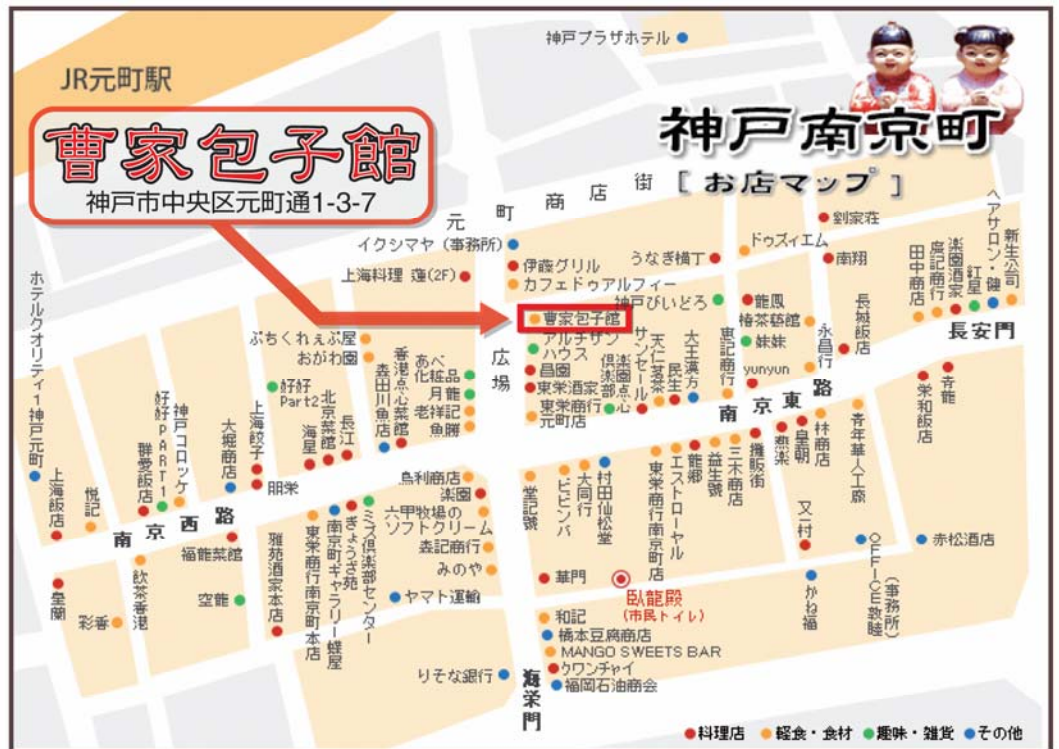 神戸プラザホテル
JR元町駅
曹家包子館
神戸市中央区元町通1-3-7
神戸南京町
[ お店マップ ]
元町商店街
イクシマヤ（事務所）
上海料理 蓮(2F)
伊藤グリル
カフェドゥアルフィー
うなぎ横丁
ドゥズィエム
劉家荘
南翔
神戸びいどろ
曹家包子館
アルチザン
ハウス
昌園
東栄酒家
東栄商行
元町店
楽園点心
倶楽部
サンセール
天仁茗茶
民生
大王漢方
恵記商行
龍鳳
椿茶藝館
妹妹
yunyun
永昌行
長城飯店
田中商店
廣記商行
楽園酒家
紅星
ヘアサロン・健
新生公司
長安門
広場
ぷちくれぇぷ屋
おがわ園
好好
Part2
上海餃子
北京菜館
海星
長江
森田川魚店
香港点心菜館
あべ
化粧品
月龍
老祥記
魚勝
ホテルクオリティ1神戸元町
上海飯店
悦記
群愛飯店
好好PART1
神戸コロッケ
大堀商店
朋栄
南京西路
南京東路
福龍菜館
皇蘭
彩香
飲茶香港
空龍
雅苑酒家本店
東栄商行南京町本店
南京町ギャラリー蝶屋
ぎょうざ苑
ミズ倶楽部センター
鳥利商店
楽園
六甲牧場の
ソフトクリーム
森記商行
みのや
ヤマト運輸
りそな銀行
海栄門
堂記號
ビビンバ
大同行
村田仙松堂
東栄商行南京町店
エストローヤル
龍郷
益生號
三木商店
攤販街
燕楽
皇朝
林商店
青年華人工廠
栄和飯店
青龍
又一村
かね福
OFFICE敦睦
（事務所）
赤松酒店
華門
臥龍殿
(市民トイレ)
和記
橋本豆腐商店
MANGO SWEETS BAR
クワンチャイ
福岡石油商会
●料理店 ●軽食・食材 ●趣味・雑貨 ●その他